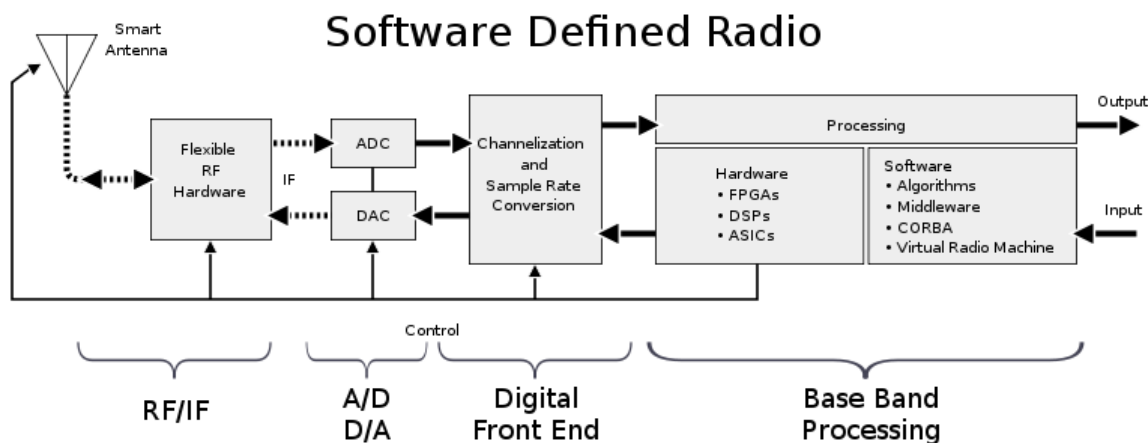 Software Defined Radio
Smart
Antenna
Flexible
RF
Hardware
IF
ADC
DAC
Channelization
and
Sample Rate
Conversion
Processing
Hardware
• FPGAs
• DSPs
• ASICs
Software
• Algorithms
• Middleware
• CORBA
• Virtual Radio Machine
Output
Input
Control
RF/IF
A/D
D/A
Digital
Front End
Base Band
Processing